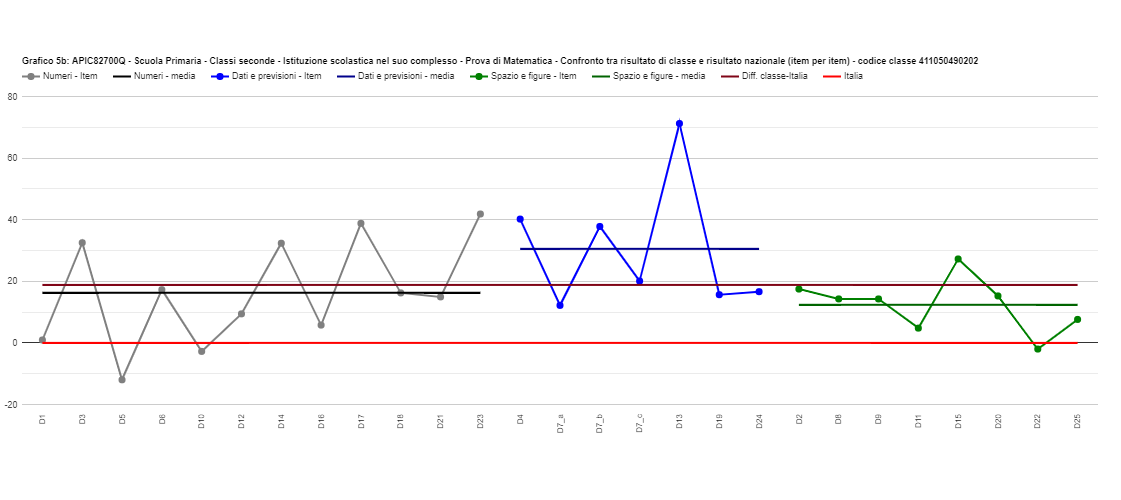 Grafico 5b: APIC82700Q - Scuola Primaria - Classi seconde - Istituzione scolastica nel suo complesso - Prova di Matematica - Confronto tra risultato di classe e risultato nazionale (item per item) - codice classe 411050490202
Numeri - Item Numeri - media Dati e previsioni - Item Dati e previsioni - media Spazio e figure - Item Spazio e figure - media Diff. classe-Italia Italia
80
60
40
20
0
-20
D1 D3 D5 D6 D10 D12 D14 D16 D17 D18 D21 D23 D4 D7_a D7_b D7_c D13 D19 D24 D2 D8 D9 D11 D15 D20 D22 D25